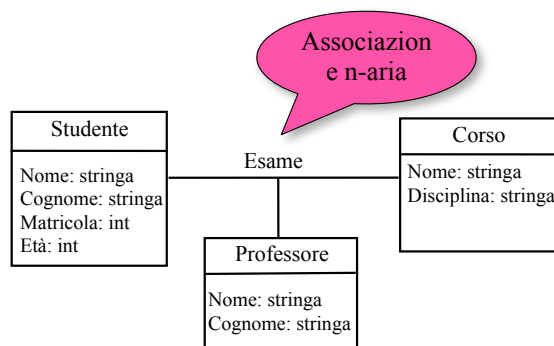 Associazion
e n-aria
Studente
Nome: stringa
Cognome: stringa
Matricola: int
Età: int
Esame
Corso
Nome: stringa
Disciplina: stringa
Professore
Nome: stringa
Cognome: stringa